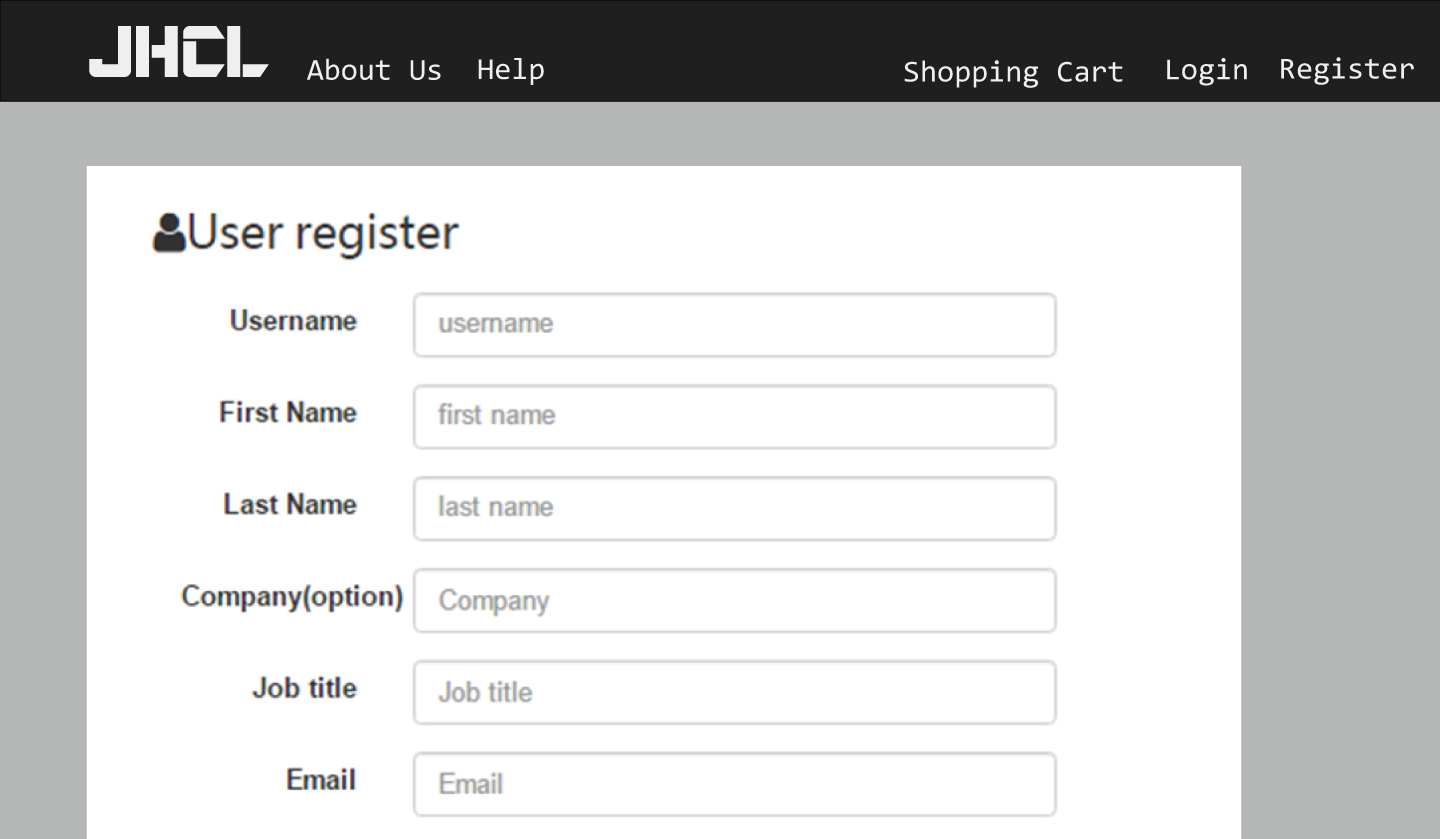 JHCL About Us Help Shopping Cart Login Register
User register
Username username
First Name first name
Last Name last name
Company(option) Company
Job title Job title
Email Email